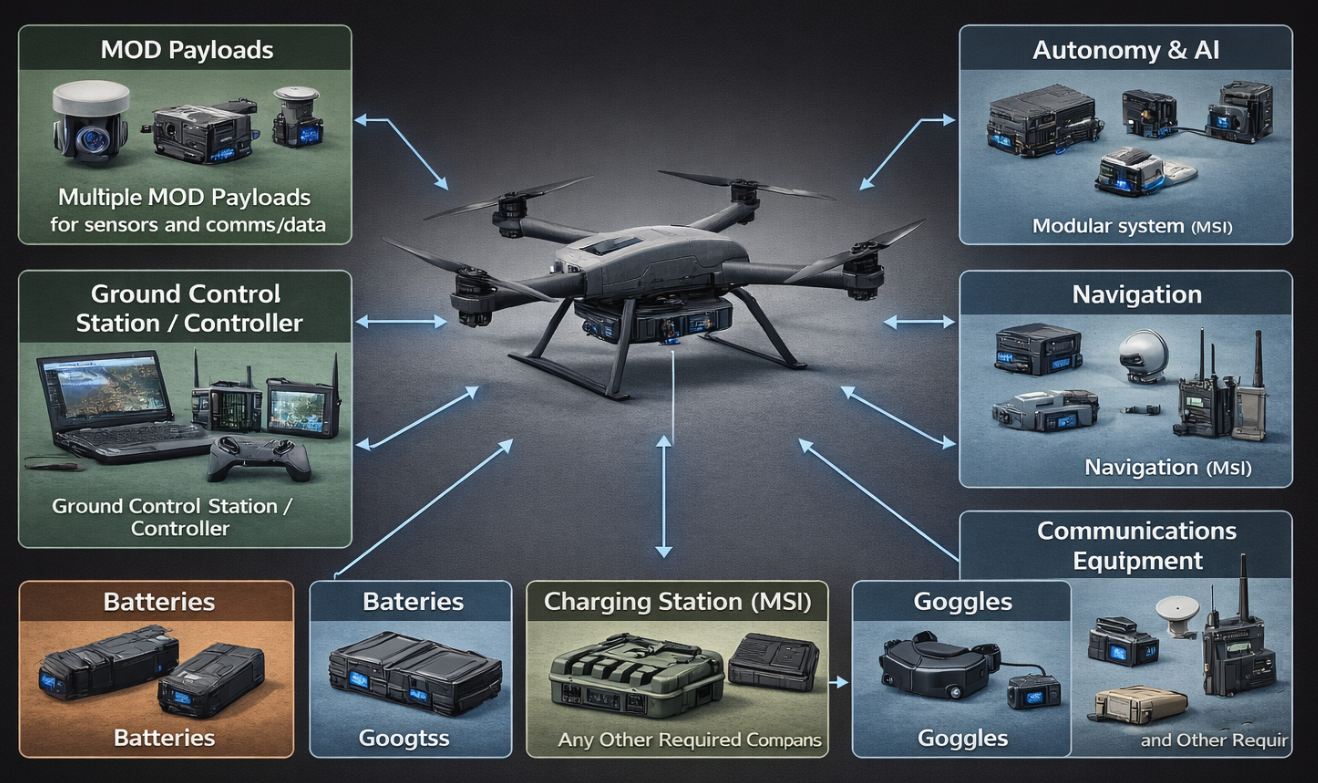 MOD Payloads
Multiple MOD Payloads
for sensors and comms/data
Autonomy & AI
Modular system (MSI)
Ground Control
Station / Controller
Ground Control Station /
Controller
Navigation
Navigation (MSI)
Communications
Equipment
and Other Requir
Batteries
Batteries
Bateries
Googtss
Charging Station (MSI)
Any Other Required Compans
Goggles
Goggles